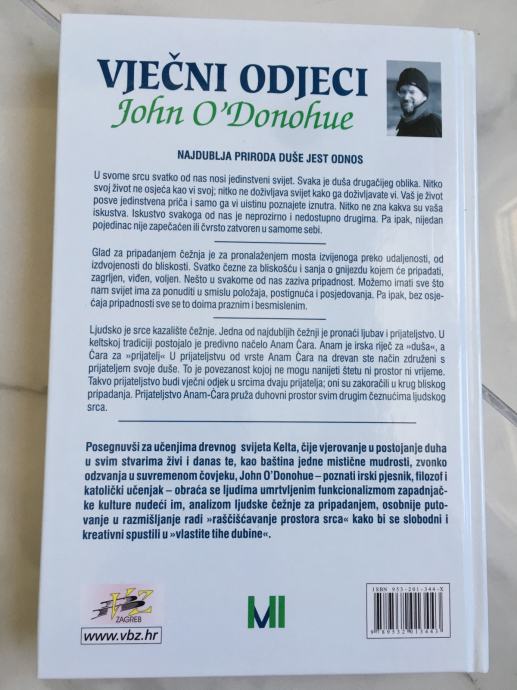 VJEČNI ODJECI
John O'Donohue
NAJDUBLJA PRIRODA DUŠE JEST ODNOS
U svome srcu svatko od nas nosi jedinstveni svijet. Svaka je duša drugačijeg oblika. Nitko
svoj život ne osjeća kao vi svoj; nitko ne doživljava svijet kako ga doživljavate vi. Vaš je život
posve jedinstvena priča i samo ga vi uistinu poznajete iznutra. Nitko ne zna kakva su vaša
iskustva. Iskustvo svakoga od nas je neprozirno i nedostupno drugima. Pa ipak, nijedan
pojedinac nije zapečaćen ili čvrsto zatvoren u samome sebi.
Glad za pripadanjem čežnja je za pronalaženjem mosta izvijenoga preko udaljenosti, od
izdvojenosti do bliskosti. Svatko čezne za bliskošću i sanja o gnijezdu kojem će pripadati,
zagrljen, viđen, voljen. Nešto u svakome od nas zaziva pripadnost. Možemo imati sve što
nam svijet ima za ponuditi u smislu položaja, postignuća i posjedovanja. Pa ipak, bez osje-
ćaja pripadnosti sve se to doima praznim i besmislenim.
Ljudsko je srce kazalište čežnje. Jedna od najdubljih čežnji je pronaći ljubav i prijateljstvo. U
keltskoj tradiciji postojalo je predivno načelo Anam Ćara. Anam je irska riječ za »duša«, a
Ćara za »prijatelj« U prijateljstvu od vrste Anam Ćara na drevan ste način združeni s
prijateljem svoje duše. To je povezanost kojoj ne mogu nanijeti štetu ni prostor ni vrijeme.
Takvo prijateljstvo budi vječni odjek u srcima dvaju prijatelja; oni su zakoračili u krug bliskog
pripadanja. Prijateljstvo Anam-Ćara pruža duhovni prostor svim drugim čeznućima ljudskog
srca.
Posegnuvši za učenjima drevnog svijeta Kelta, čije vjerovanje u postojanje duha
u svim stvarima živi i danas te, kao baština jedne mistične mudrosti, zvonko
odzvanja u suvremenom čovjeku, John O'Donohue – poznati irski pjesnik, filozof i
katolički učenjak – obraća se ljudima umrtvljenim funkcionalizmom zapadnjač-
ke kulture nudeći im, analizom ljudske čežnje za pripadanjem, osobnije puto-
vanje u razmišljanje radi »raščišćavanje prostora srca« kako bi se slobodni i
kreativni spustili u »vlastite tihe dubine«.
VZ
ZAGREB
www.vbz.hr
MI
ISBN 953-201-344-X
9 789532 013443